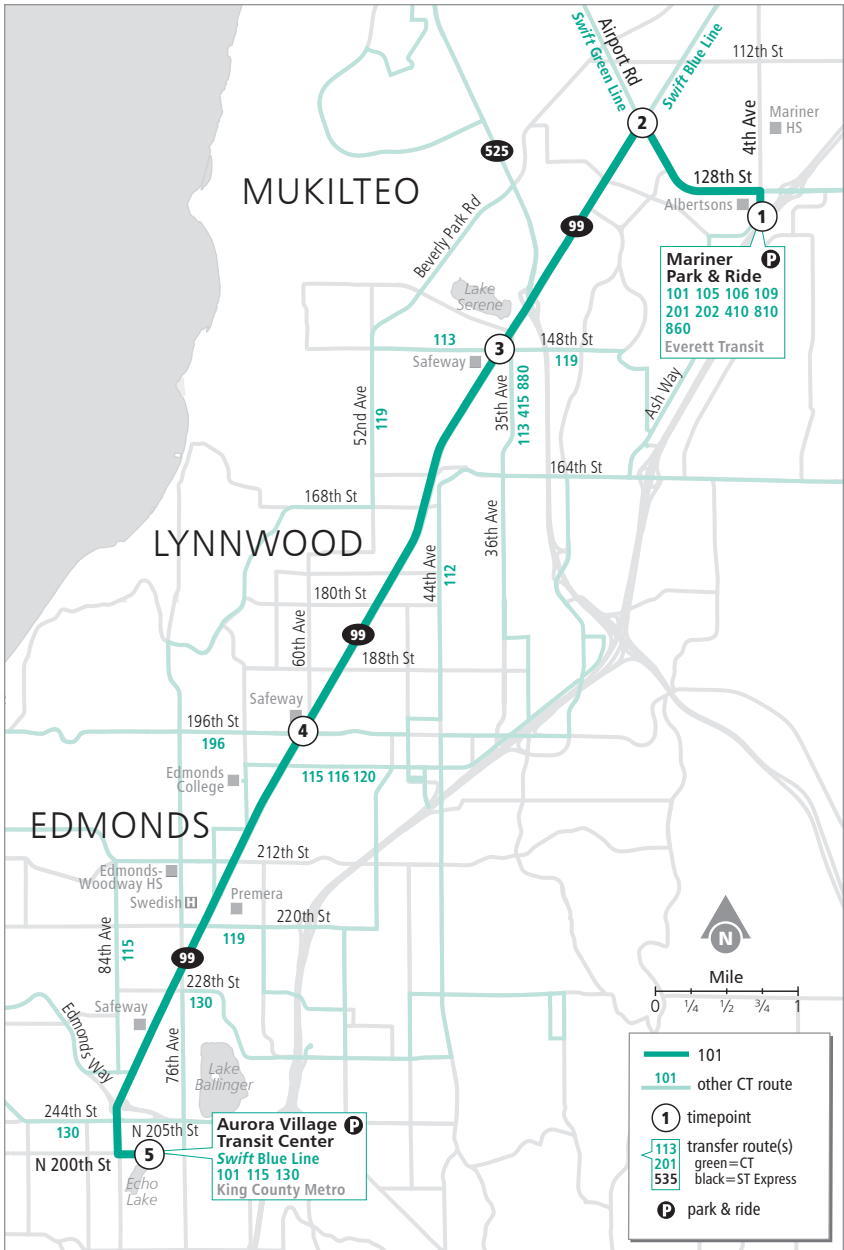 Airport Rd
Swift Green Line
Swift Blue Line
112th St
2
4th Ave
Mariner
HS
525
MUKILTEO
128th St
Albertsons
1
Beverly Park Rd
99
Mariner
Park & Ride
P
101 105 106 109
201 202 410 810
860
Everett Transit
Lake
Serene
113
3
148th St
119
Safeway
52nd Ave
119
35th Ave
113 415 880
Ash Way
164th St
168th St
36th Ave
LYNNWOOD
44th Ave
112
180th St
60th Ave
99
188th St
Safeway
196th St
196
4
Edmonds
College
115 116 120
EDMONDS
212th St
Edmonds-
Woodway HS
Swedish H
Premera
220th St
119
84th Ave
115
99
N
228th St
130
Mile
0 ¼ ½ ¾ 1
Safeway
Edmonds Way
76th Ave
Lake
Ballinger
244th St
130
N 205th St
N 200th St
5
Echo
Lake
Aurora Village
Transit Center
P
Swift Blue Line
101 115 130
King County Metro
101
101
other CT route
1
timepoint
113
201
535
transfer route(s)
green=CT
black=ST Express
P
park & ride